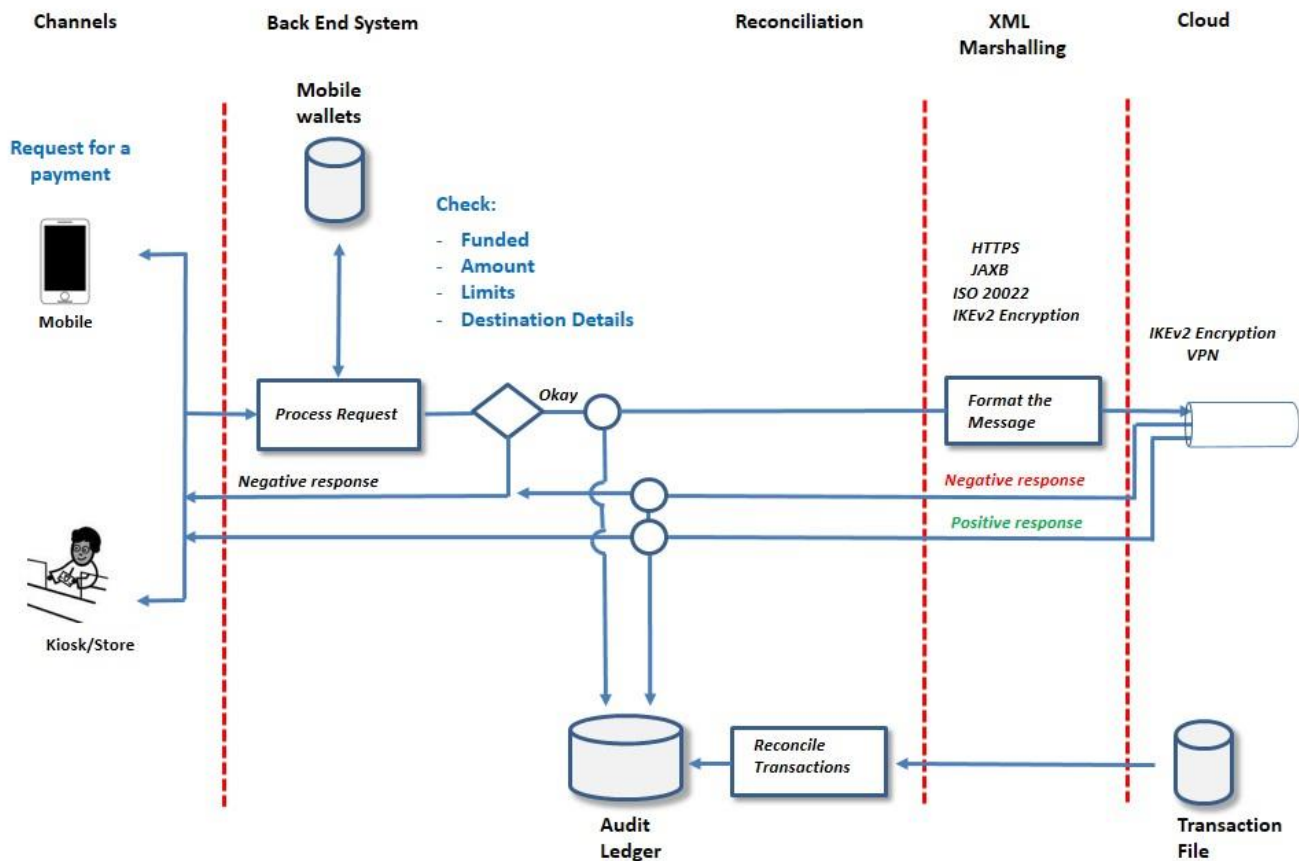 Channels
Back End System
Reconciliation
XML
Marshalling
Cloud
Mobile
wallets
Request for a
payment
Check:
- Funded
- Amount
- Limits
- Destination Details
HTTPS
JAXB
ISO 20022
IKEv2 Encryption
IKEv2 Encryption
VPN
Mobile
Process Request
Okay
Format the
Message
Negative response
Negative response
Positive response
Kiosk/Store
Reconcile
Transactions
Audit
Ledger
Transaction
File